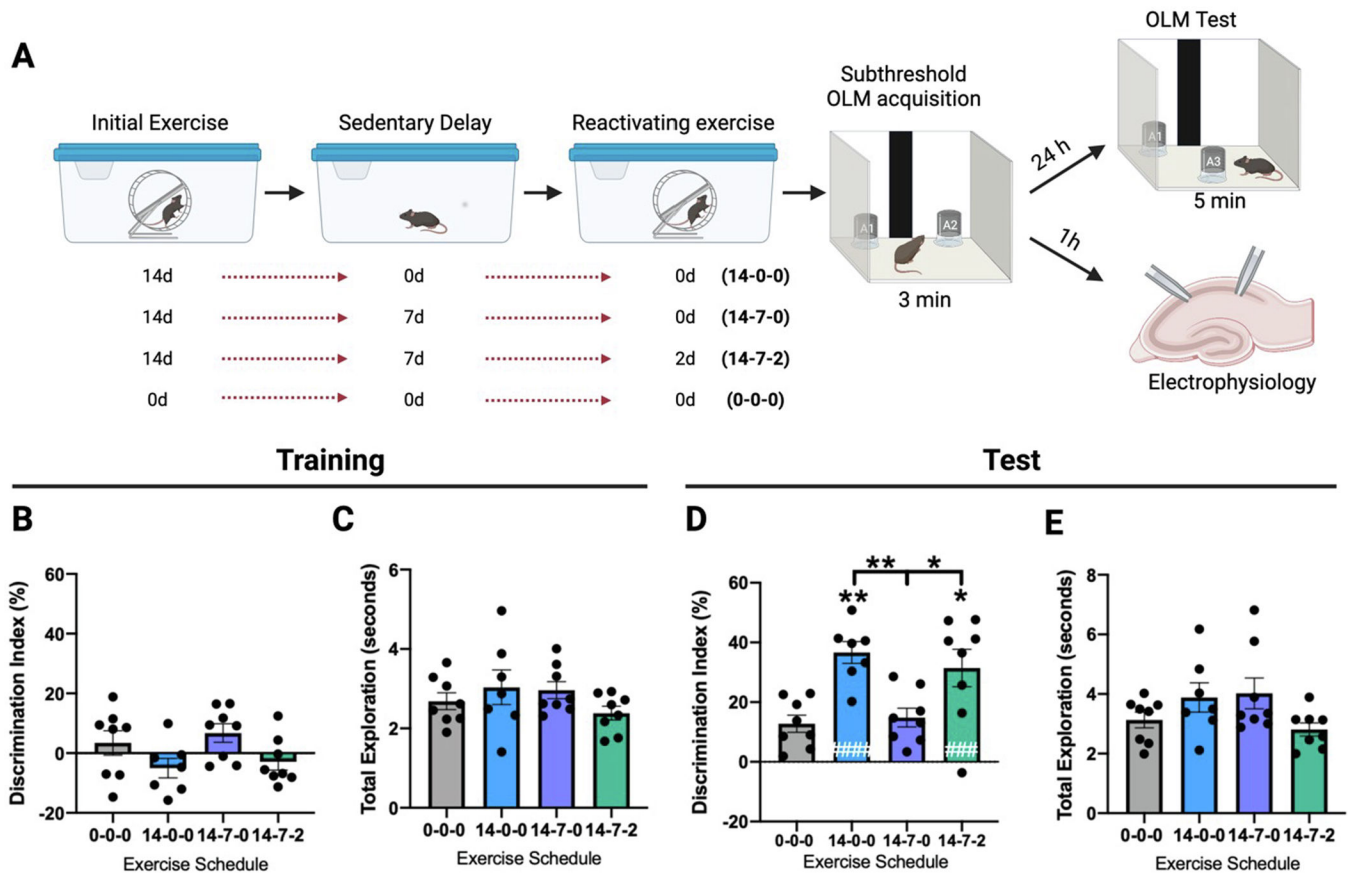 A
Initial Exercise
Sedentary Delay
Reactivating exercise
Subthreshold
OLM acquisition
OLM Test
A1
A2
3 min
24 h
1h
A1
A3
5 min
Electrophysiology
14d 0d 0d (14-0-0)
14d 7d 0d (14-7-0)
14d 7d 2d (14-7-2)
0d 0d 0d (0-0-0)
Training
Test
B
Discrimination Index (%)
60
40
20
0
-20
0-0-0 14-0-0 14-7-0 14-7-2
Exercise Schedule
C
Total Exploration (seconds)
6
4
2
0
0-0-0 14-0-0 14-7-0 14-7-2
Exercise Schedule
D
Discrimination Index (%)
60
40
20
0
-20
** *
** *
#### ###
0-0-0 14-0-0 14-7-0 14-7-2
Exercise Schedule
E
Total Exploration (seconds)
8
6
4
2
0
0-0-0 14-0-0 14-7-0 14-7-2
Exercise Schedule